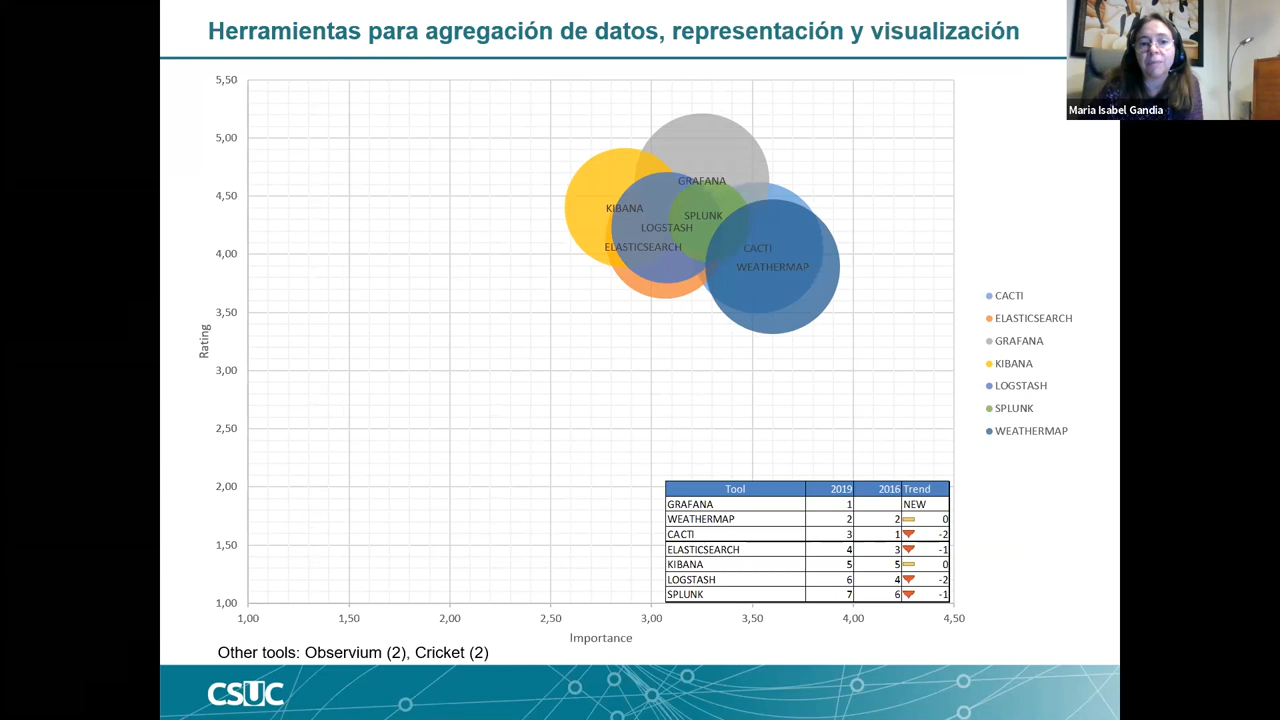 Herramientas para agregación de datos, representación y visualización
Maria Isabel Gandia
5,50
5,00
4,50
4,00
3,50
3,00
2,50
2,00
1,50
1,00
Rating
GRAFANA
KIBANA
SPLUNK
LOGSTASH
ELASTICSEARCH
CACTI
WEATHERMAP
CACTI
ELASTICSEARCH
GRAFANA
KIBANA
LOGSTASH
SPLUNK
WEATHERMAP
Tool 2019 2016 Trend
GRAFANA 1 NEW
WEATHERMAP 2 2 0
CACTI 3 1 -2
ELASTICSEARCH 4 3 -1
KIBANA 5 5 0
LOGSTASH 6 4 -2
SPLUNK 7 6 -1
1,00 1,50 2,00 2,50 3,00 3,50 4,00 4,50
Importance
Other tools: Observium (2), Cricket (2)
CSUC